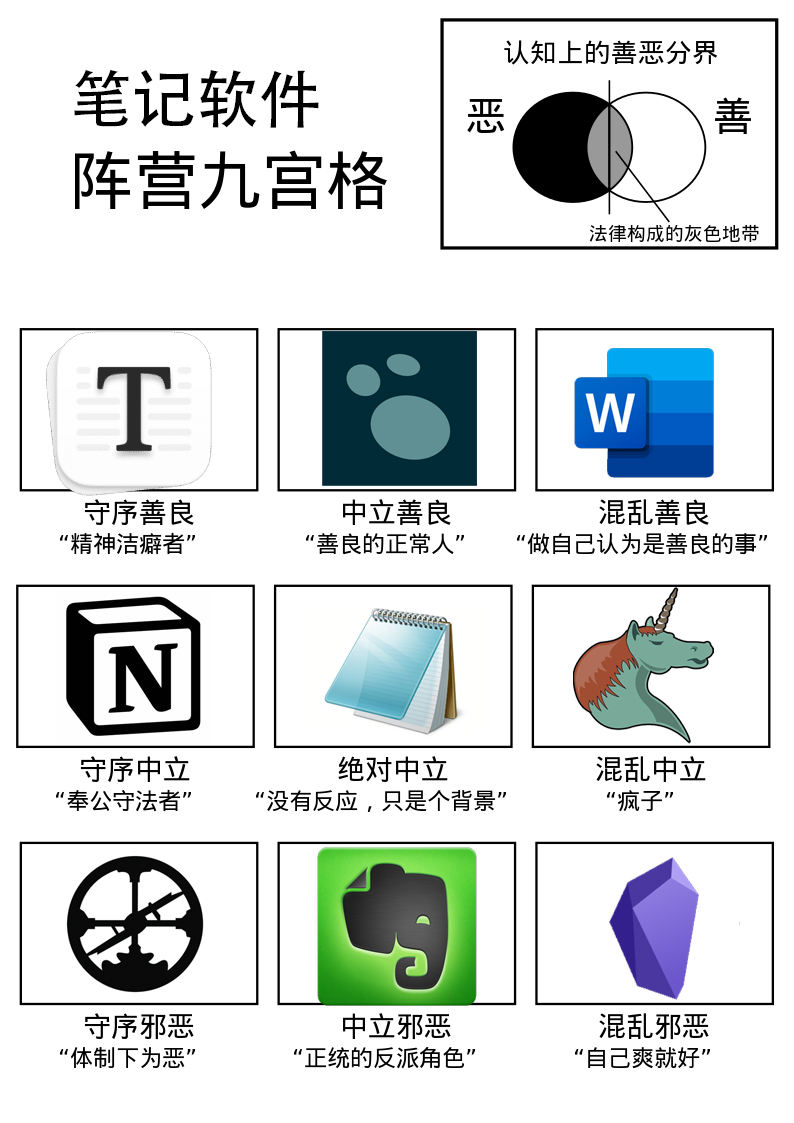 笔记软件
阵营九宫格
认知上的善恶分界
恶
善
法律构成的灰色地带
T
W
守序善良
中立善良
混乱善良
“精神洁癖者”
“善良的正常人”
“做自己认为是善良的事”
N
守序中立
绝对中立
混乱中立
“奉公守法者”
“没有反应，只是个背景”
“疯子”
守序邪恶
中立邪恶
混乱邪恶
“体制下为恶”
“正统的反派角色”
“自己爽就好”